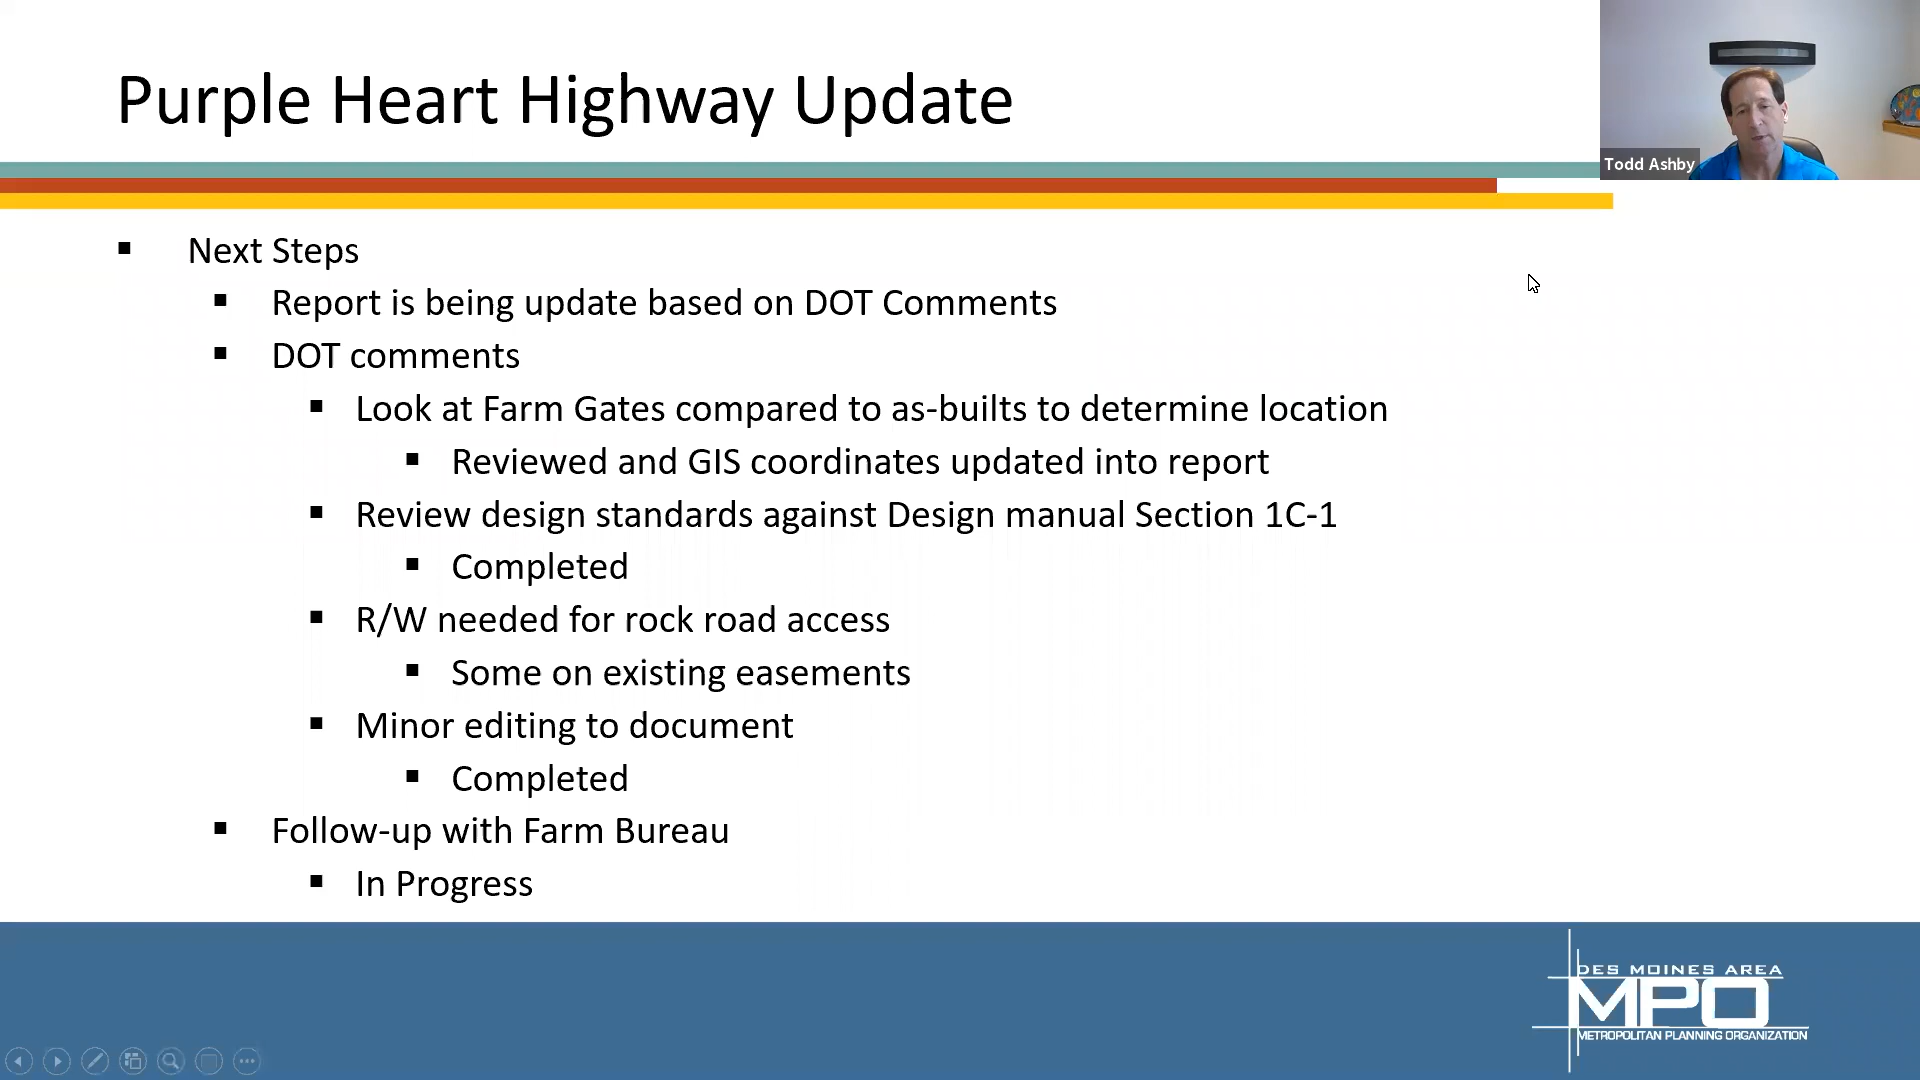 Purple Heart Highway Update
Todd Ashby
Next Steps
Report is being update based on DOT Comments
DOT comments
Look at Farm Gates compared to as-builts to determine location
Reviewed and GIS coordinates updated into report
Review design standards against Design manual Section 1C-1
Completed
R/W needed for rock road access
Some on existing easements
Minor editing to document
Completed
Follow-up with Farm Bureau
In Progress
DES MOINES AREA
MPO
METROPOLITAN PLANNING ORGANIZATION